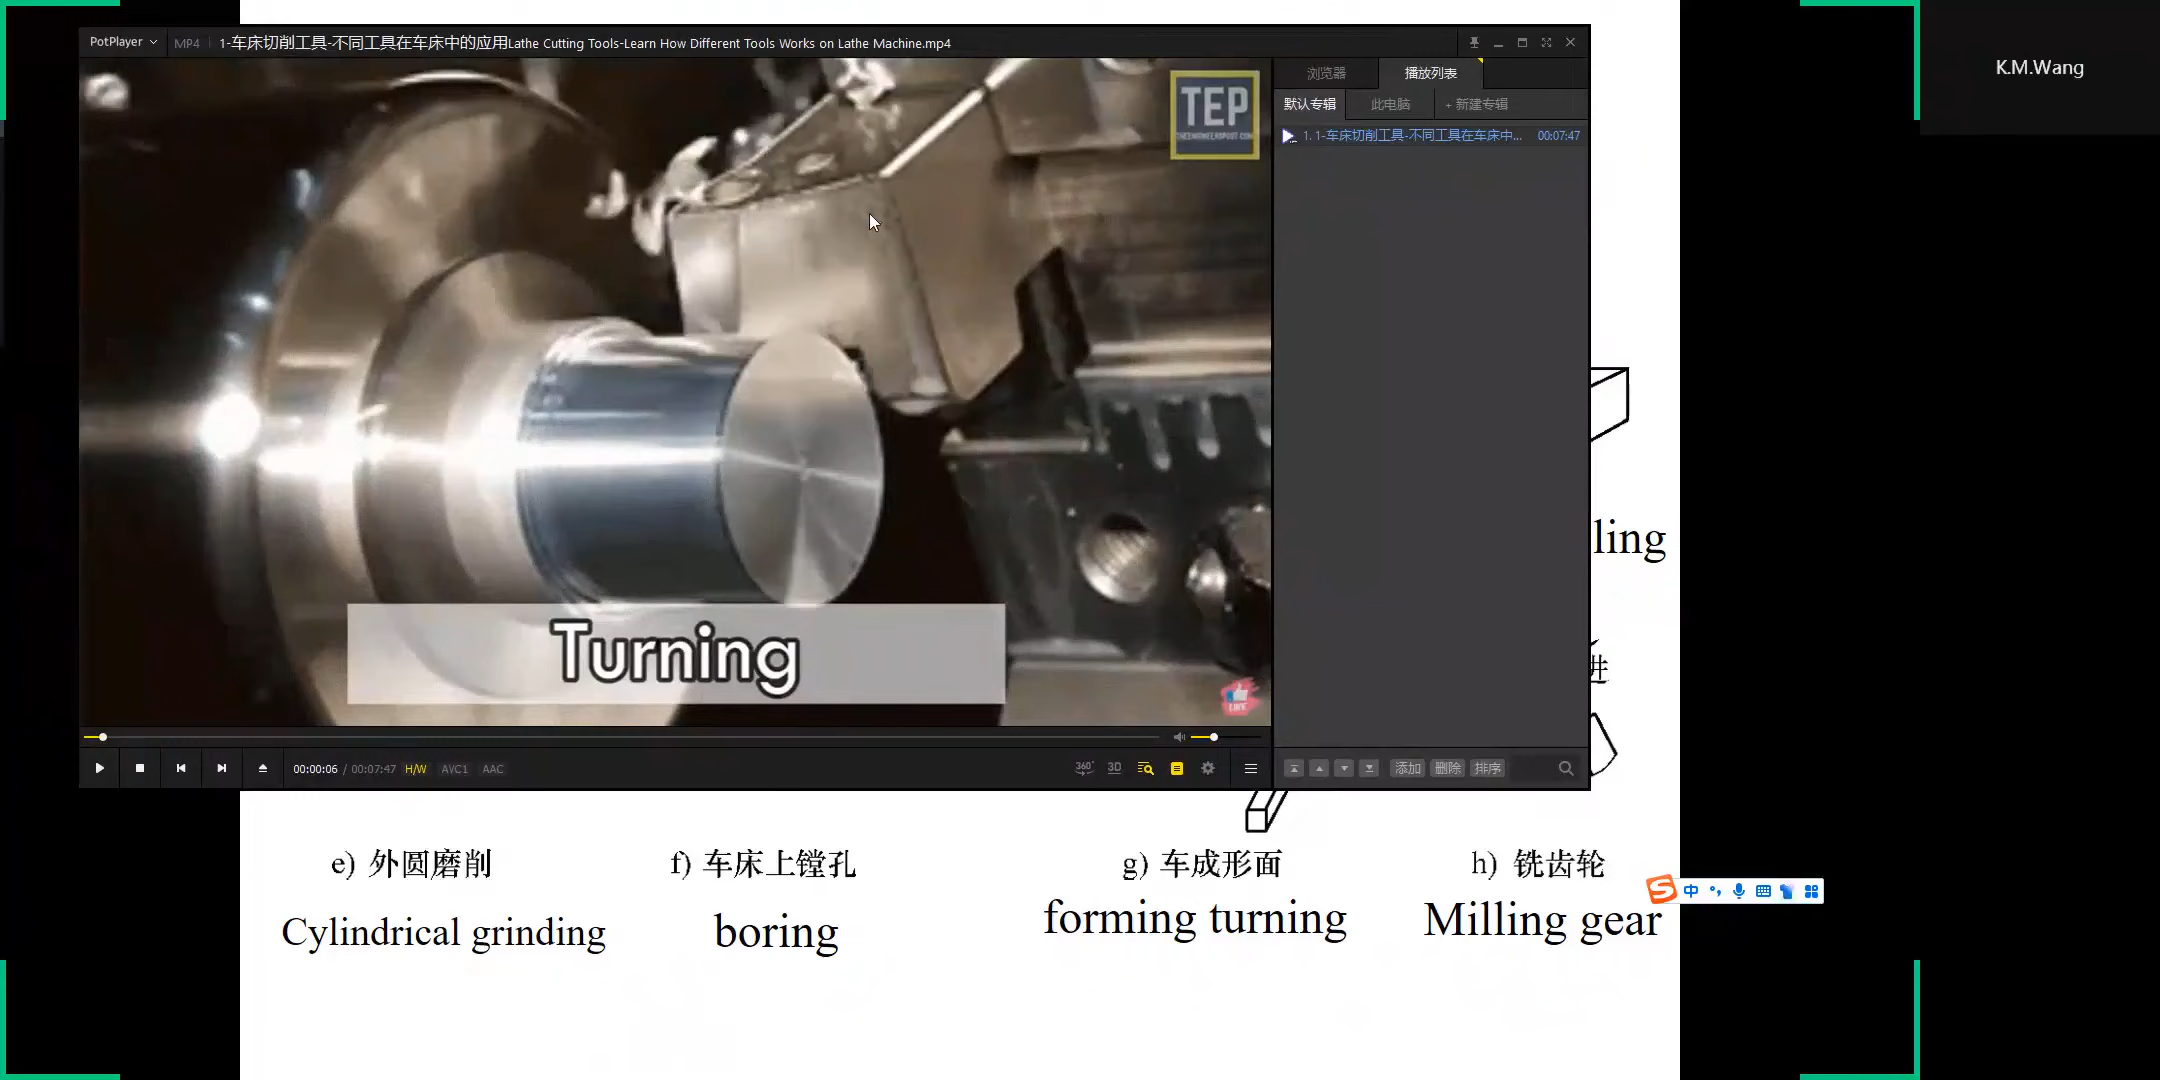 PotPlayer
MP4
1-车床切削工具-不同工具在车床中的应用Lathe Cutting Tools-Learn How Different Tools Works on Lathe Machine.mp4
K.M.Wang
浏览器
播放列表
默认专辑
此电脑
+ 新建专辑
1. 1-车床切削工具-不同工具在车床中...
00:07:47
TEP
THEENGINEERSPOST.COM
Turning
LIKE
00:00:06 / 00:07:47
H/W
AVC1
AAC
360°
3D
添加
删除
排序
ling
进
e) 外圆磨削
f) 车床上镗孔
g) 车成形面
h) 铣齿轮
中
Cylindrical grinding
boring
forming turning
Milling gear